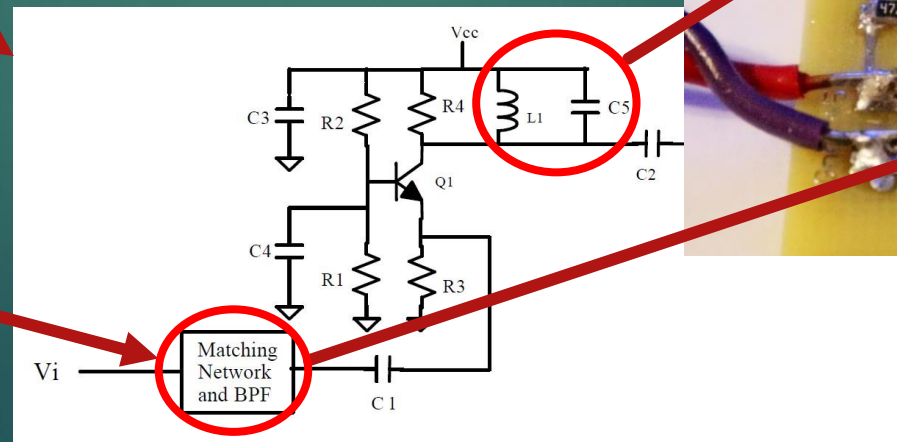 Vcc
C3
R2
R4
L1
C5
C2
Q1
C4
R1
R3
Vi
Matching
Network
and BPF
C 1